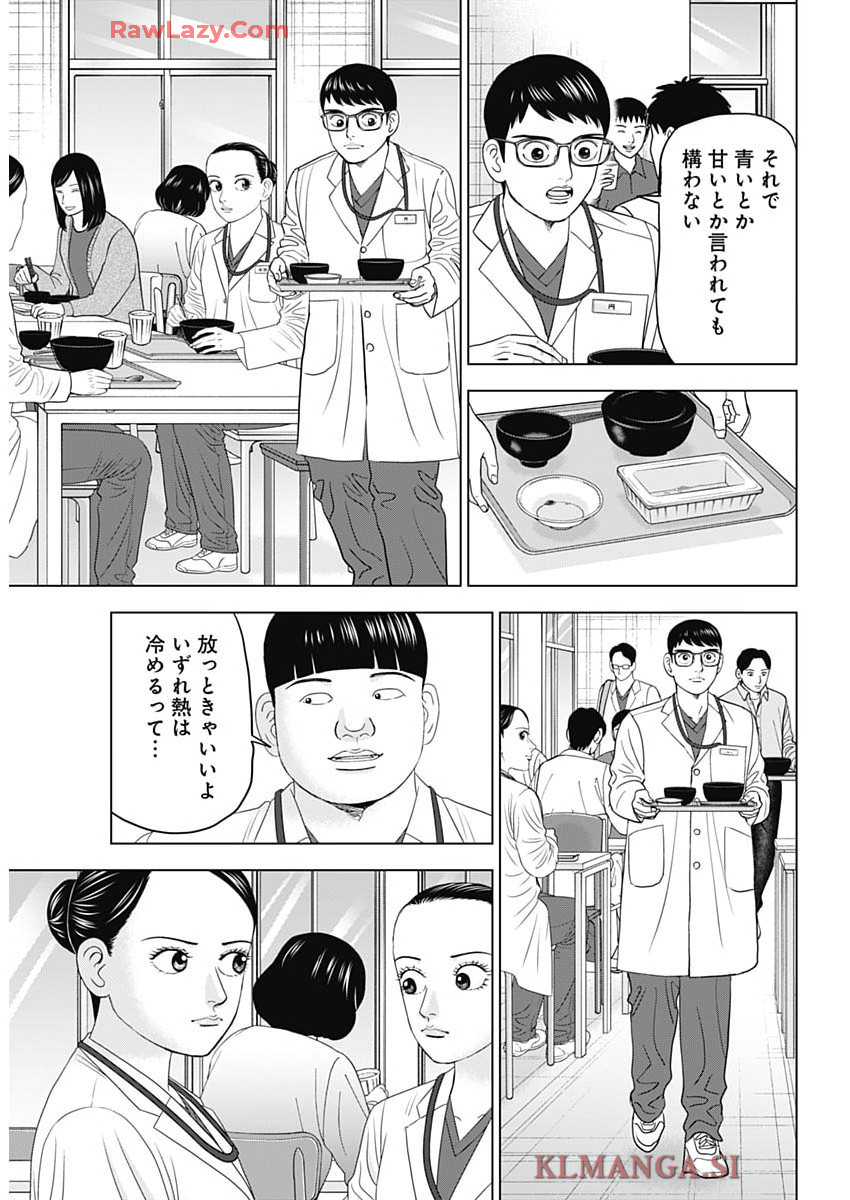 RawLazy.Com
それで
青いとか
甘いとか言われても
構わない
円
円
放っときゃいいよ
いずれ熱は
冷めるって…
KLMANGA.SI